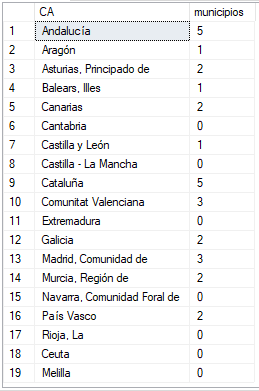 CA municipios
1 Andalucía 5
2 Aragón 1
3 Asturias, Principado de 2
4 Balears, Illes 1
5 Canarias 2
6 Cantabria 0
7 Castilla y León 1
8 Castilla - La Mancha 0
9 Cataluña 5
10 Comunitat Valenciana 3
11 Extremadura 0
12 Galicia 2
13 Madrid, Comunidad de 3
14 Murcia, Región de 2
15 Navarra, Comunidad Foral de 0
16 País Vasco 2
17 Rioja, La 0
18 Ceuta 0
19 Melilla 0